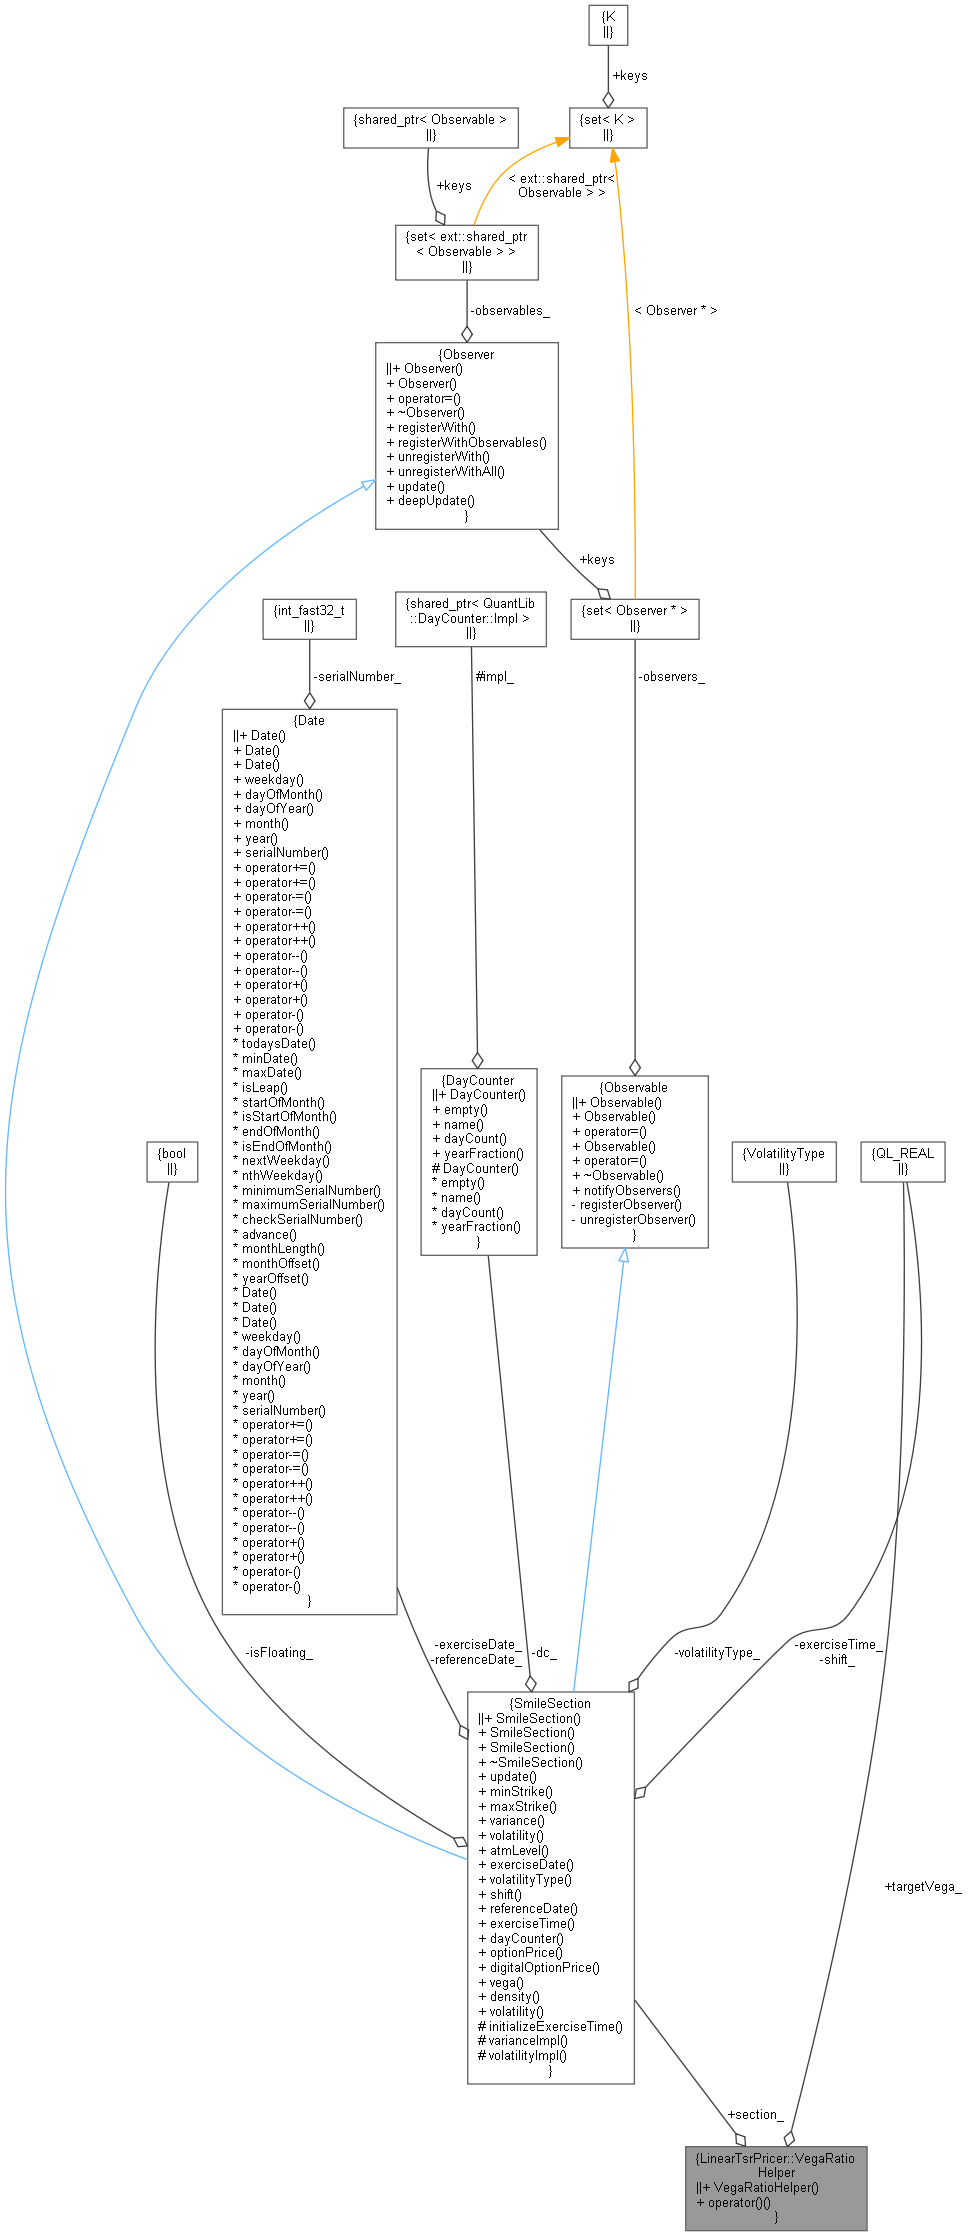 {K
||}
+keys
{shared_ptr< Observable >
||}
{set< K >
||}
+keys
< ext::shared_ptr<
Observable > >
{set< ext::shared_ptr
< Observable > >
||}
-observables_
< Observer * >
{Observer
||+ Observer()
+ Observer()
+ operator=()
+ ~Observer()
+ registerWith()
+ registerWithObservables()
+ unregisterWith()
+ unregisterWithAll()
+ update()
+ deepUpdate()
}
+keys
{int_fast32_t
||}
{shared_ptr< QuantLib
::DayCounter::Impl >
||}
{set< Observer * >
||}
-serialNumber_
#impl_
-observers_
{Date
||+ Date()
+ Date()
+ Date()
+ weekday()
+ dayOfMonth()
+ dayOfYear()
+ month()
+ year()
+ serialNumber()
+ operator+=()
+ operator+=()
+ operator-=()
+ operator-=()
+ operator++()
+ operator++()
+ operator--()
+ operator--()
+ operator+()
+ operator+()
+ operator-()
+ operator-()
* todaysDate()
* minDate()
* maxDate()
* isLeap()
* startOfMonth()
* isStartOfMonth()
* endOfMonth()
* isEndOfMonth()
* nextWeekday()
* nthWeekday()
* minimumSerialNumber()
* maximumSerialNumber()
* checkSerialNumber()
* advance()
* monthLength()
* monthOffset()
* yearOffset()
* Date()
* Date()
* Date()
* weekday()
* dayOfMonth()
* dayOfYear()
* month()
* year()
* serialNumber()
* operator+=()
* operator+=()
* operator-=()
* operator-=()
* operator++()
* operator++()
* operator--()
* operator--()
* operator+()
* operator+()
* operator-()
* operator-()
}
{DayCounter
||+ DayCounter()
+ empty()
+ name()
+ dayCount()
+ yearFraction()
# DayCounter()
* empty()
* name()
* dayCount()
* yearFraction()
}
{Observable
||+ Observable()
+ Observable()
+ operator=()
+ Observable()
+ operator=()
+ ~Observable()
+ notifyObservers()
- registerObserver()
- unregisterObserver()
}
{bool
||}
{VolatilityType
||}
{QL_REAL
||}
-isFloating_
-exerciseDate_
-referenceDate_
-dc_
-volatilityType_
-exerciseTime_
-shift_
{SmileSection
||+ SmileSection()
+ SmileSection()
+ SmileSection()
+ ~SmileSection()
+ update()
+ minStrike()
+ maxStrike()
+ variance()
+ volatility()
+ atmLevel()
+ exerciseDate()
+ volatilityType()
+ shift()
+ referenceDate()
+ exerciseTime()
+ dayCounter()
+ optionPrice()
+ digitalOptionPrice()
+ vega()
+ density()
+ volatility()
# initializeExerciseTime()
# varianceImpl()
# volatilityImpl()
}
+targetVega_
+section_
{LinearTsrPricer::VegaRatio
Helper
||+ VegaRatioHelper()
+ operator()()
}